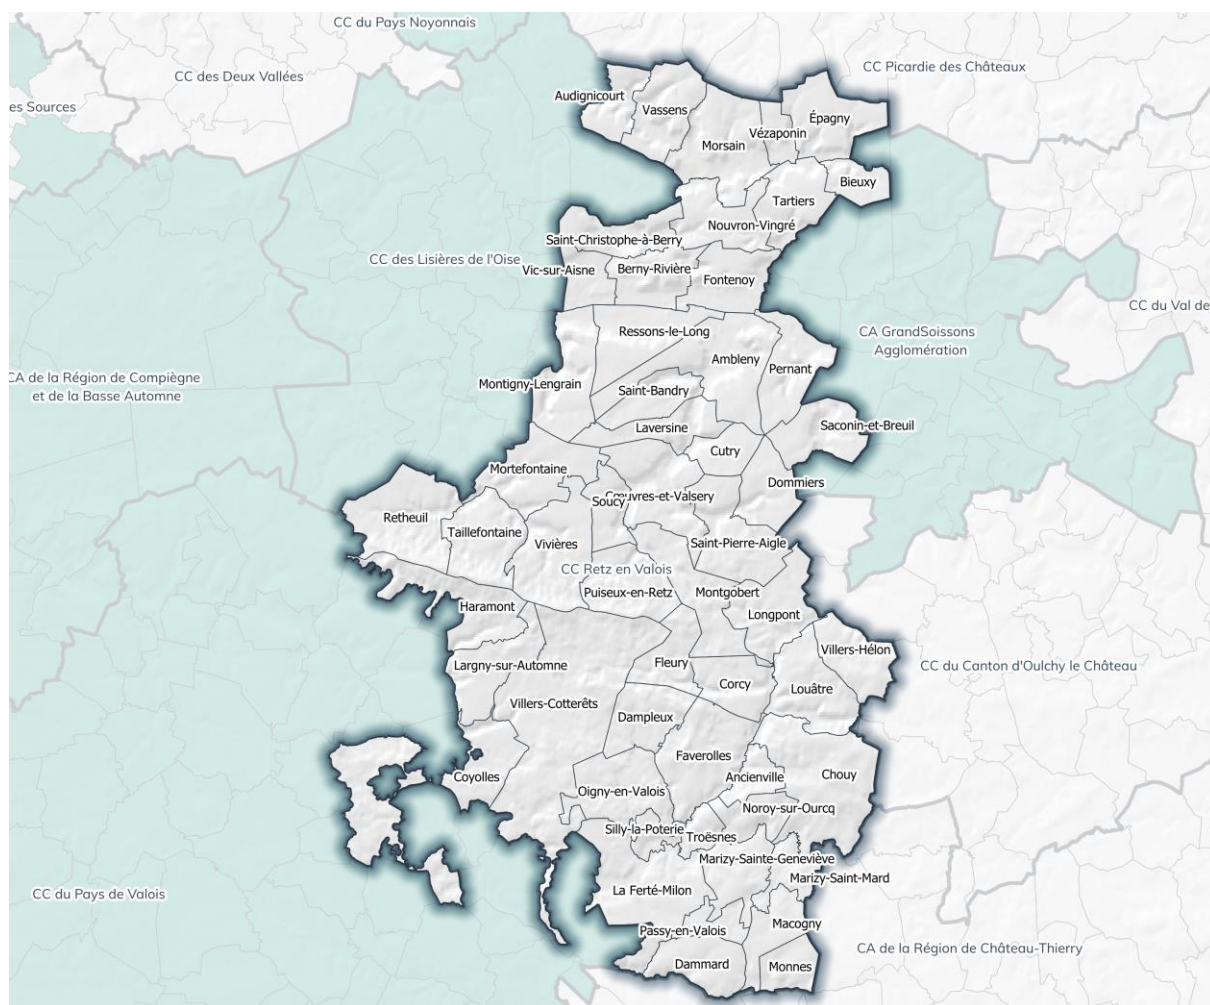 CC du Pays Noyonnais
CC des Deux Vallées
CC Picardie des Châteaux
es Sources
Audignicourt
Vassens
Épagny
Vézaponin
Morsain
Bieuxy
Tartiers
Nouvron-Vingré
Saint-Christophe-à-Berry
CC des Lisières de l'Oise
Vic-sur-Aisne
Berny-Rivière
Fontenoy
CC du Val de
Ressons-le-Long
CA GrandSoissons
Agglomération
Ambleny
Pernant
CA de la Région de Compiègne
et de la Basse Automne
Montigny-Lengrain
Saint-Bandry
Laversine
Saconin-et-Breuil
Cutry
Mortefontaine
Dommiers
Cœuvres-et-Valsery
Soucy
Retheuil
Taillefontaine
Vivières
Saint-Pierre-Aigle
CC Retz en Valois
Puiseux-en-Retz
Montgobert
Haramont
Longpont
Villers-Hélon
Largny-sur-Automne
Fleury
CC du Canton d'Oulchy le Château
Corcy
Louâtre
Villers-Cotterêts
Dampleux
Faverolles
Coyolles
Ancienville
Chouy
Oigny-en-Valois
Noroy-sur-Ourcq
Silly-la-Poterie
Troësnes
Marizy-Sainte-Geneviève
Marizy-Saint-Mard
La Ferté-Milon
CC du Pays de Valois
Macogny
Passy-en-Valois
CA de la Région de Château-Thierry
Dammard
Monnes